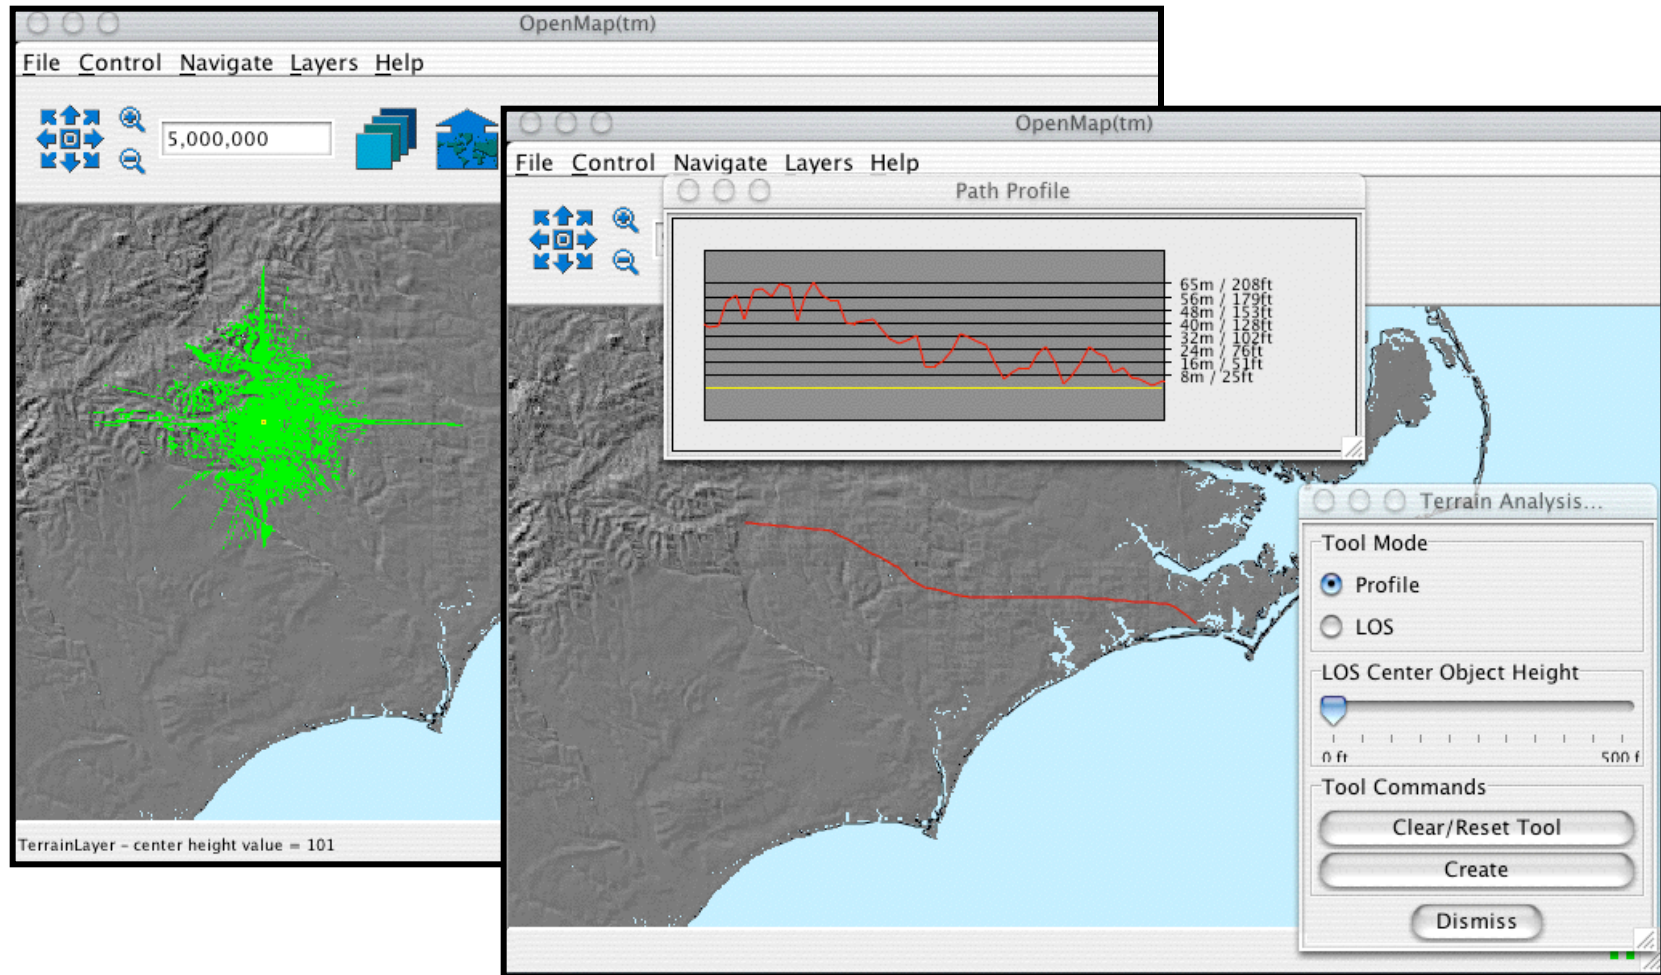 OpenMap(tm)
File Control Navigate Layers Help
5,000,000
TerrainLayer - center height value = 101
OpenMap(tm)
File Control Navigate Layers Help
Path Profile
65m / 208ft
56m / 179ft
48m / 153ft
40m / 128ft
32m / 102ft
24m / 76ft
16m / 51ft
8m / 25ft
Terrain Analysis...
Tool Mode
Profile
LOS
LOS Center Object Height
0 ft 500 f
Tool Commands
Clear/Reset Tool
Create
Dismiss